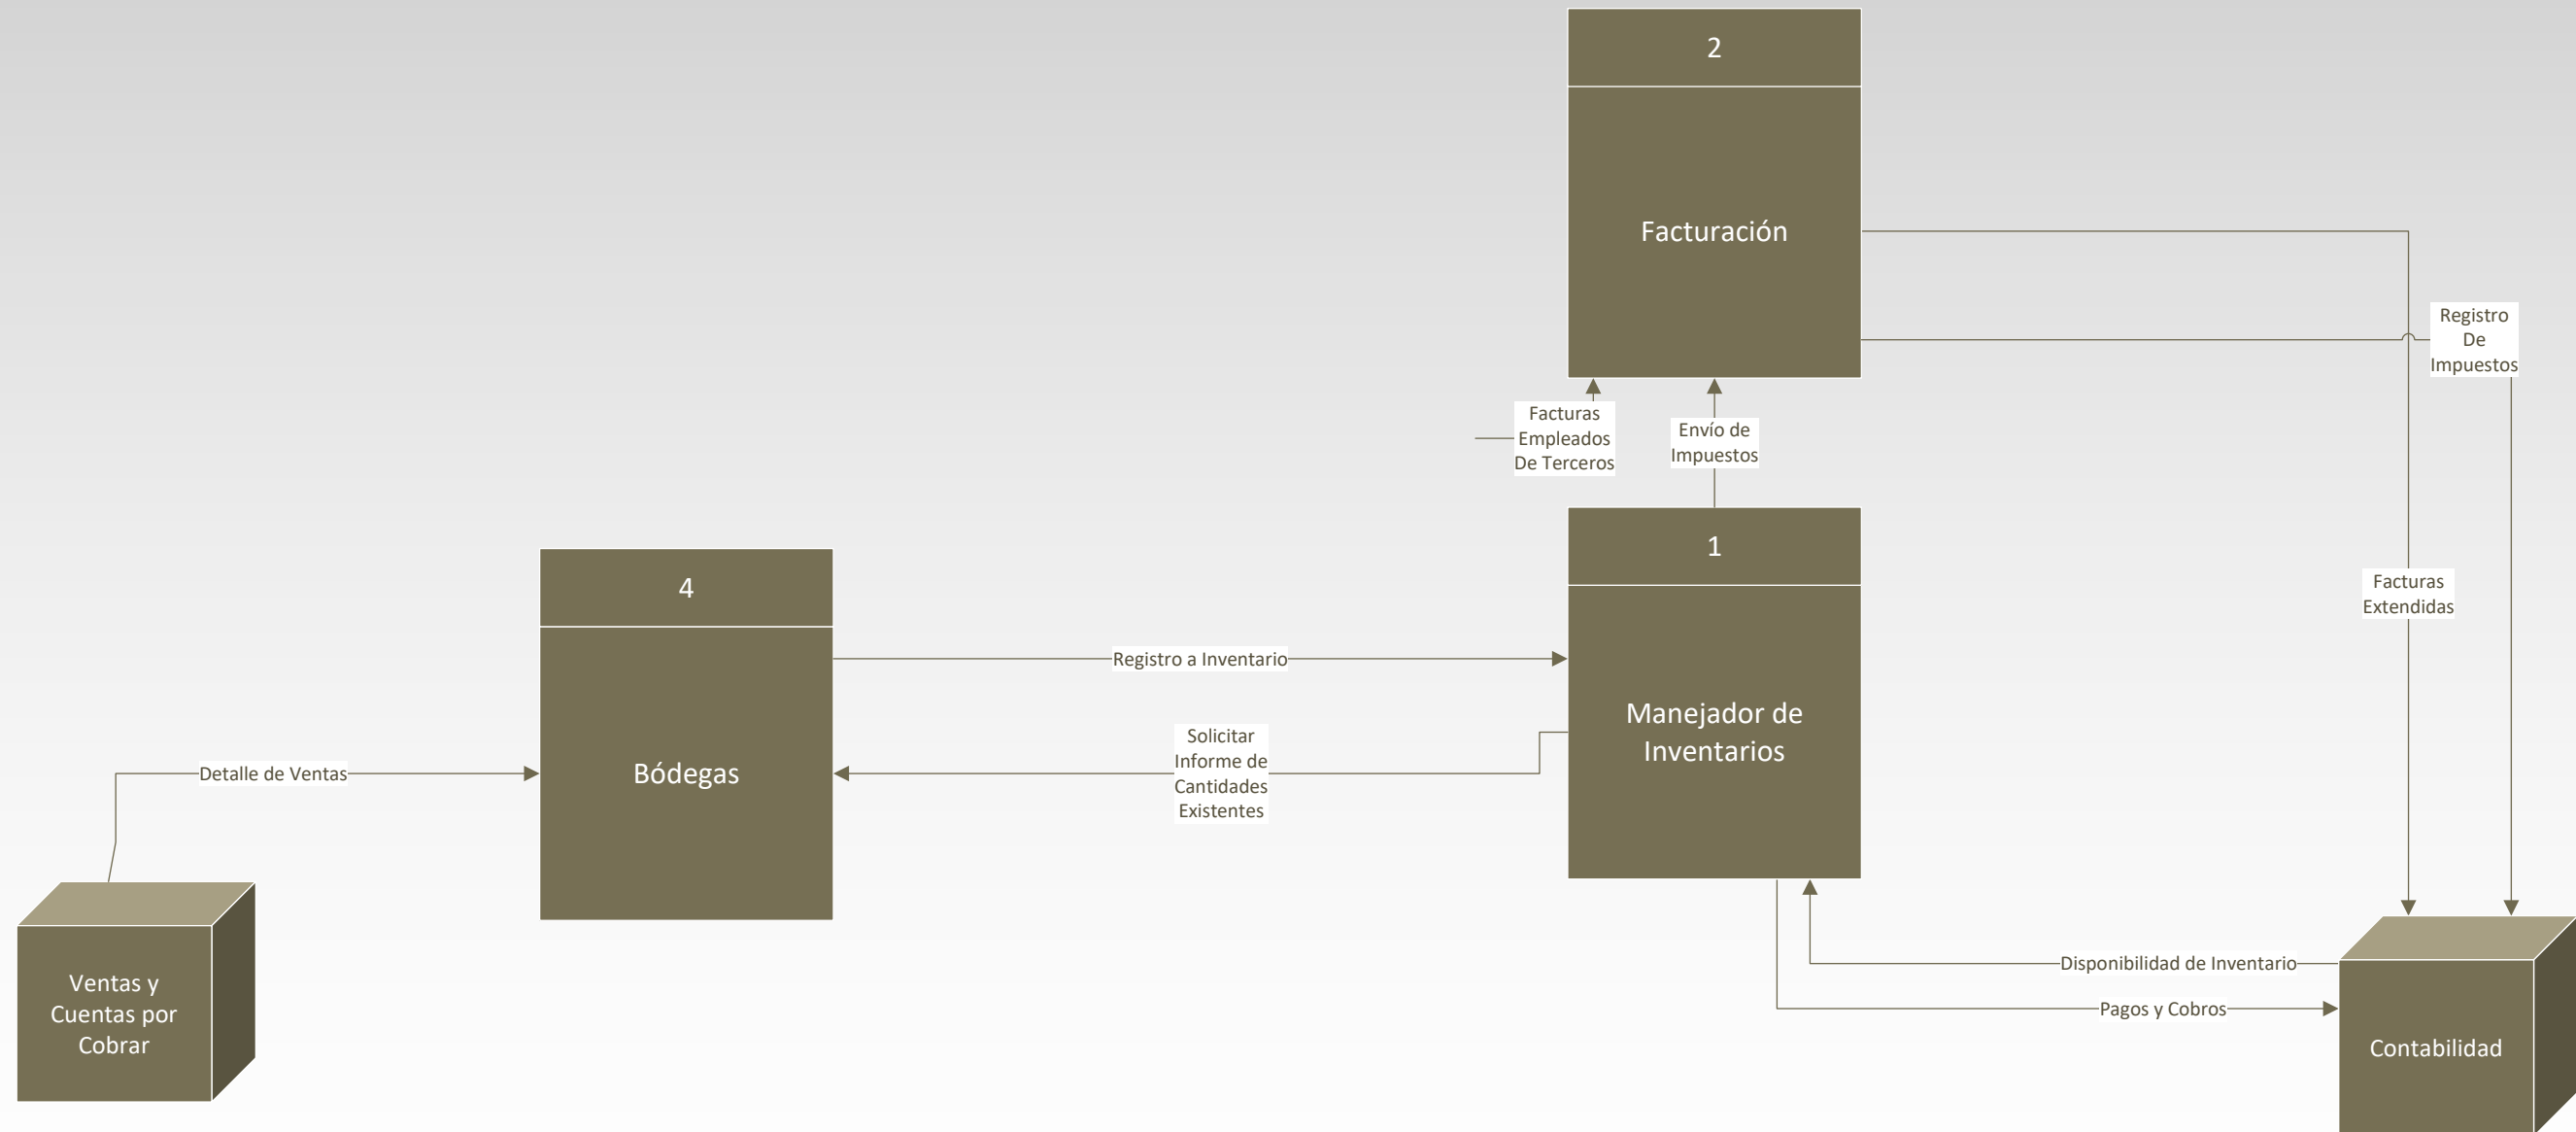 2
Facturación
Registro
De
Impuestos
Facturas
Empleados
De Terceros
Envío de
Impuestos
1
Manejador de
Inventarios
4
Bódegas
Facturas
Extendidas
Registro a Inventario
Solicitar
Informe de
Cantidades
Existentes
Detalle de Ventas
Ventas y
Cuentas por
Cobrar
Disponibilidad de Inventario
Pagos y Cobros
Contabilidad